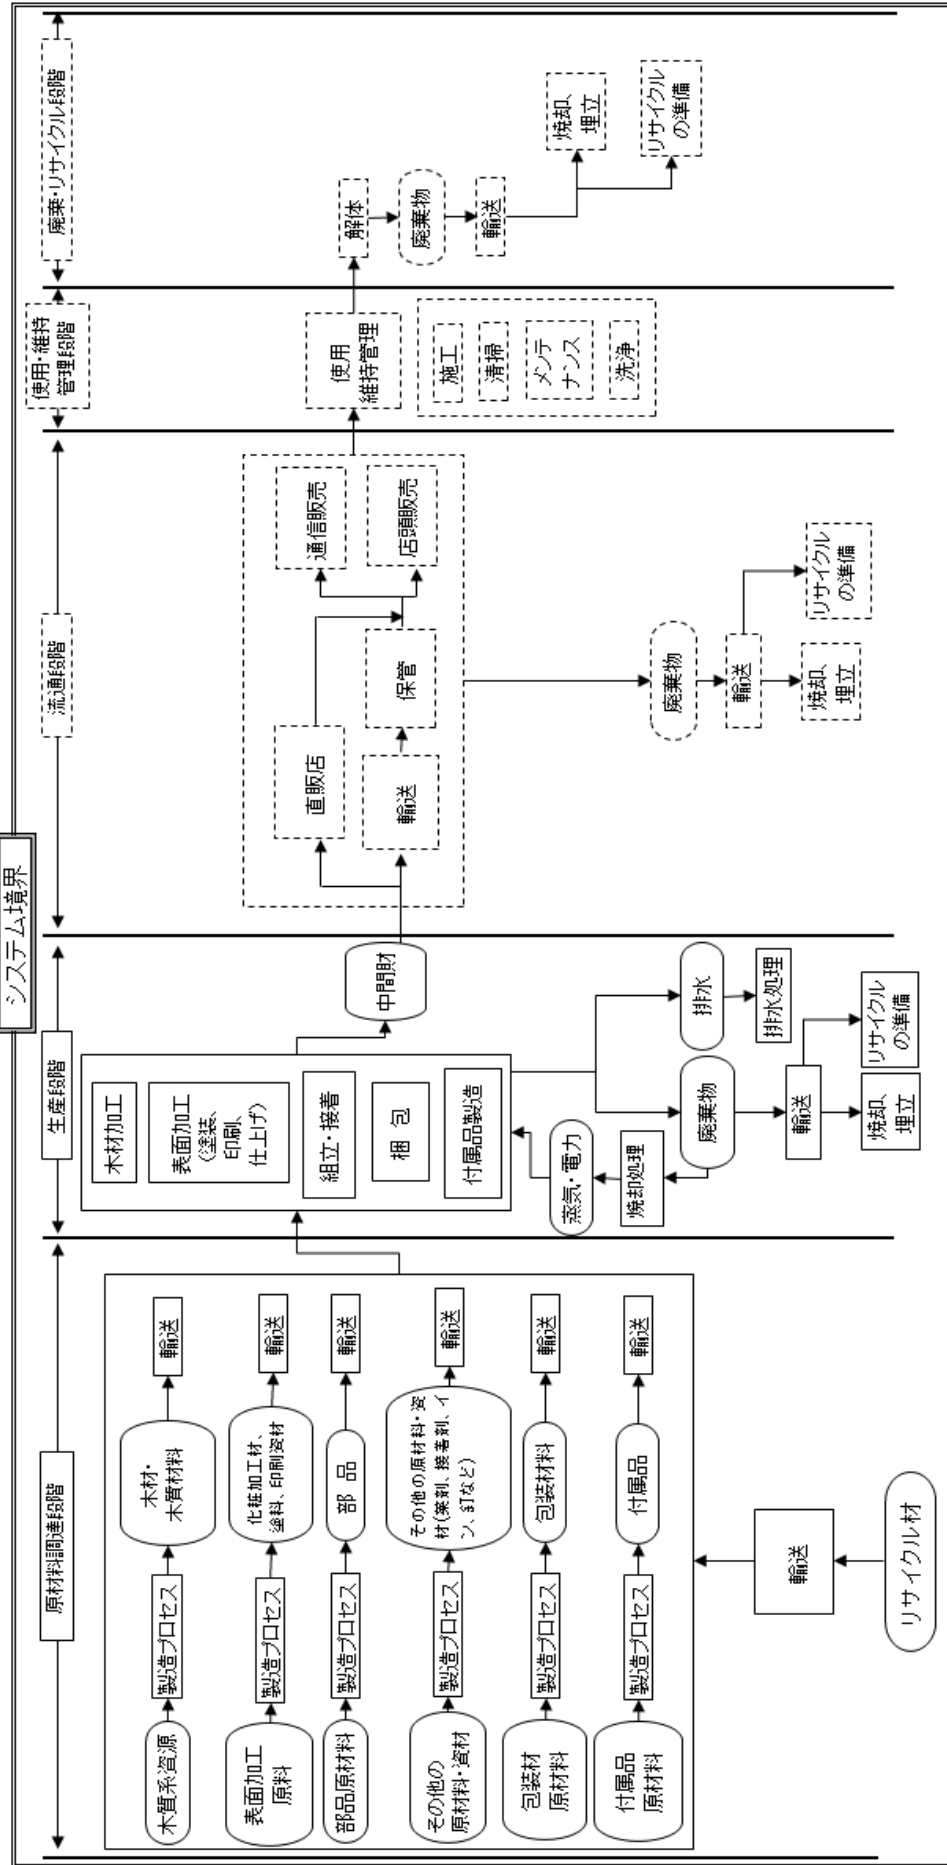 システム境界
原材料調達段階
生産段階
流通段階
使用・維持
管理段階
廃棄・リサイクル段階
木質系資源
製造プロセス
木材・
木質材料
輸送
表面加工
原料
製造プロセス
化粧加工材、
塗料、印刷資材
輸送
部品原材料
製造プロセス
部 品
輸送
その他の
原材料・資材
製造プロセス
その他の原材料・資
材(薬剤、接着剤、イ
ン、釘など)
輸送
包装材
原材料
製造プロセス
包装材料
輸送
付属品
原材料
製造プロセス
付属品
輸送
輸送
リサイクル材
木材加工
表面加工
(塗装、
印刷、
仕上げ)
組立・接着
梱 包
付属品製造
蒸気・電力
焼却処理
廃棄物
輸送
焼却、
埋立
リサイクル
の準備
排水
排水処理
中間財
直販店
輸送
保管
通信販売
店頭販売
廃棄物
輸送
焼却、
埋立
リサイクル
の準備
使用
維持管理
施工
清掃
メンテ
ナンス
洗浄
解体
廃棄物
輸送
焼却、
埋立
リサイクル
の準備